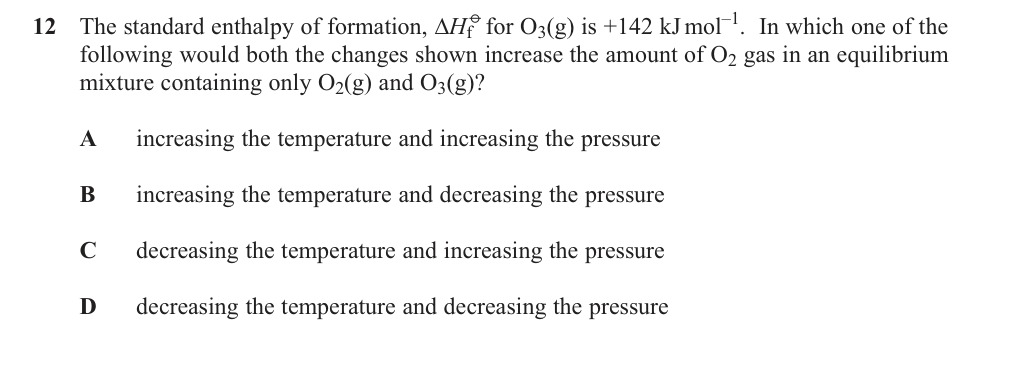 12 The standard enthalpy of formation, ΔH_f^⦵ for O₃(g) is +142 kJ mol⁻¹. In which one of the
following would both the changes shown increase the amount of O₂ gas in an equilibrium
mixture containing only O₂(g) and O₃(g)?
A increasing the temperature and increasing the pressure
B increasing the temperature and decreasing the pressure
C decreasing the temperature and increasing the pressure
D decreasing the temperature and decreasing the pressure